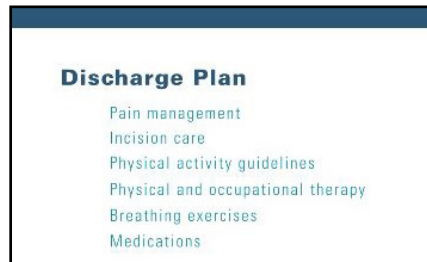 Discharge Plan
Pain management
Incision care
Physical activity guidelines
Physical and occupational therapy
Breathing exercises
Medications